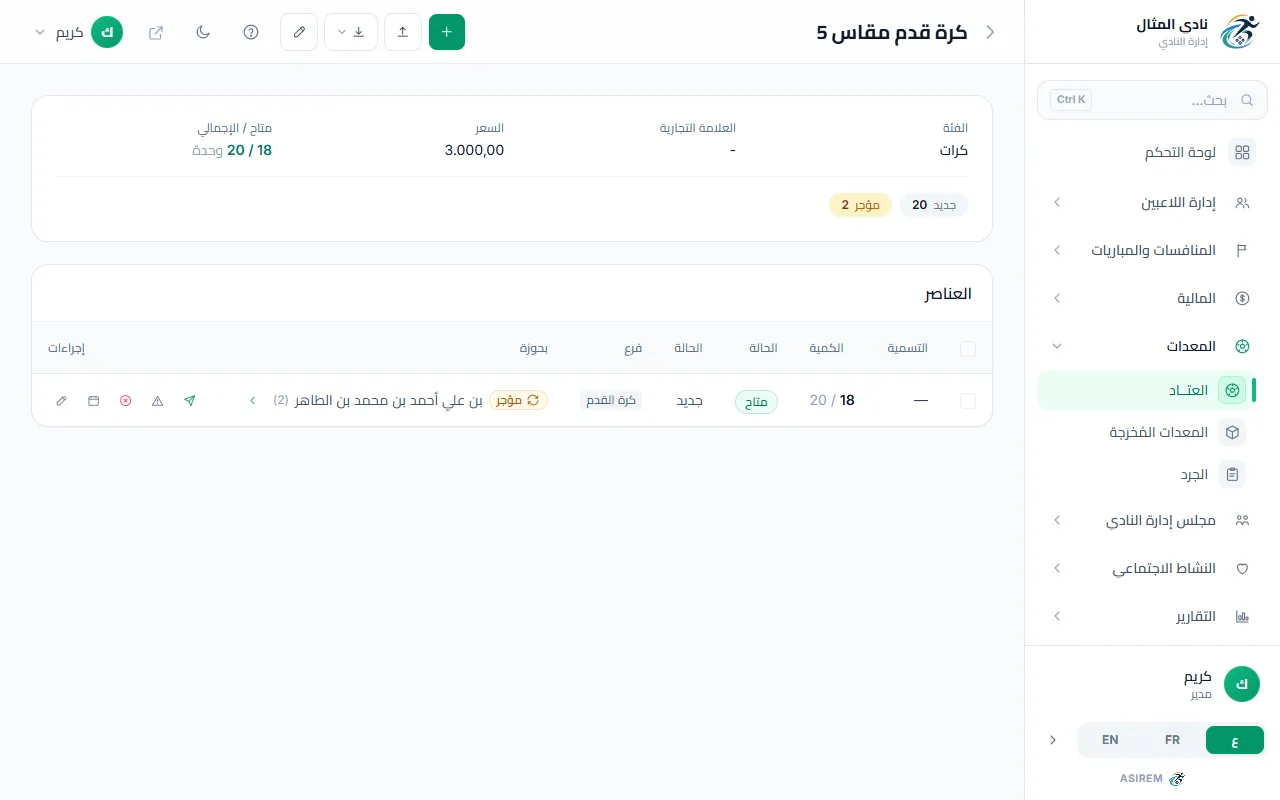 نادي المثال
إدارة النادي
بحث...
Ctrl K
لوحة التحكم
إدارة اللاعبين
المنافسات والمباريات
المالية
المعدات
العتــاد
المعدات المُخرَجة
الجرد
مجلس إدارة النادي
النشاط الاجتماعي
التقارير
كريم
مدير
ك
ع
FR
EN
ASIREM
كرة قدم مقاس 5
ك
كريم
الفئة
كرات
العلامة التجارية
-
السعر
3.000,00
متاح / الإجمالي
18 / 20 وحدة
جديد 20
مؤجر 2
العناصر
التسمية الكمية الحالة الحالة فرع بحوزة إجراءات
— 18 / 20 متاح جديد كرة القدم مؤجر بن علي أحمد بن محمد بن الطاهر (2)